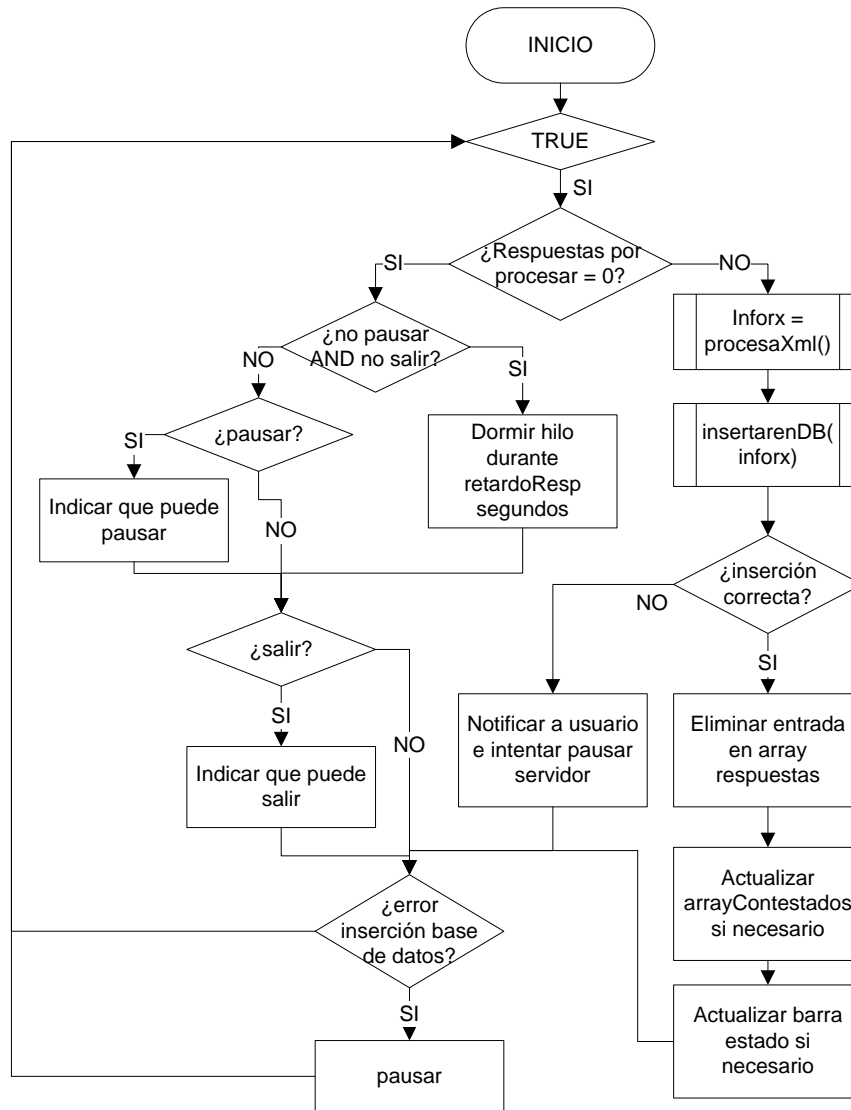 INICIO
TRUE
SI
¿Respuestas por
procesar = 0?
SI
NO
¿no pausar
AND no salir?
Inforx =
procesaXml()
NO
SI
¿pausar?
SI
Dormir hilo
durante
retardoResp
segundos
insertarenDB(
inforx)
Indicar que puede
pausar
NO
¿inserción
correcta?
NO
SI
¿salir?
SI
NO
Indicar que puede
salir
Notificar a usuario
e intentar pausar
servidor
Eliminar entrada
en array
respuestas
¿error
inserción base
de datos?
Actualizar
arrayContestados
si necesario
SI
Actualizar barra
estado si
necesario
pausar